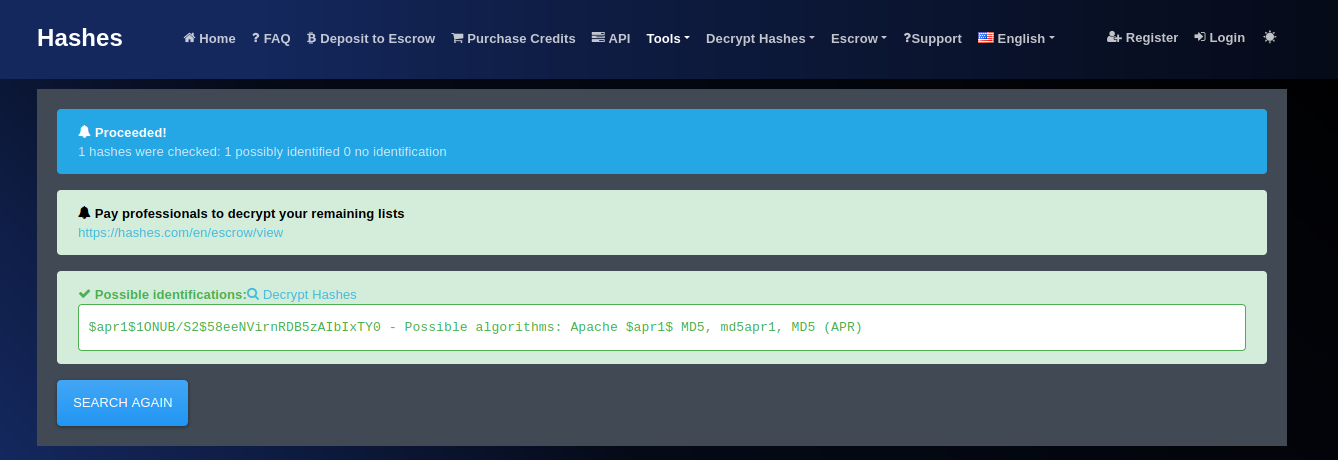 Hashes
Home ? FAQ Deposit to Escrow Purchase Credits API Tools Decrypt Hashes Escrow ?Support English Register Login
Proceeded!
1 hashes were checked: 1 possibly identified 0 no identification
Pay professionals to decrypt your remaining lists
https://hashes.com/en/escrow/view
Possible identifications: Decrypt Hashes
$apr1$1ONUB/S2$58eeNVirnRDB5zAIbIxTY0 - Possible algorithms: Apache $apr1$ MD5, md5apr1, MD5 (APR)
SEARCH AGAIN